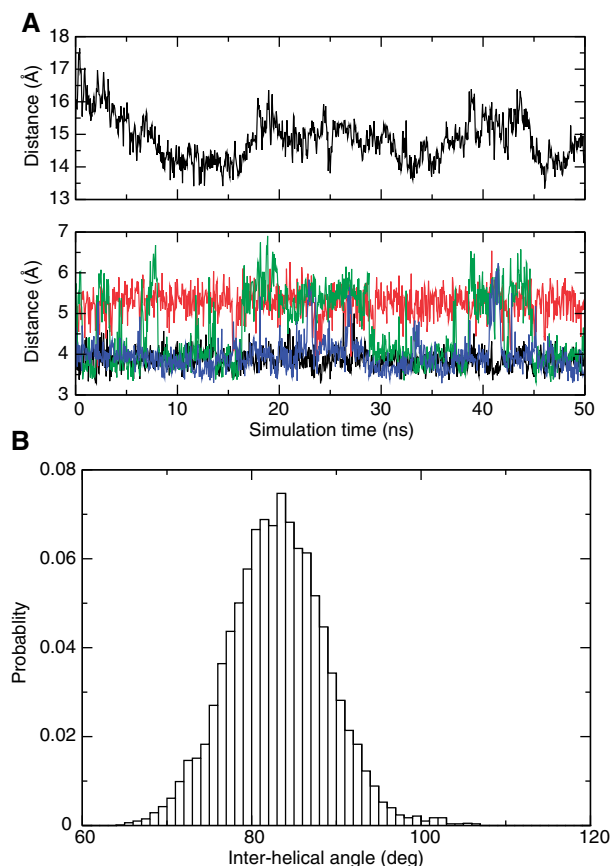 A
18
17
16
15
14
13
Distance (Å)
7
6
5
4
3
Distance (Å)
0 10 20 30 40 50
Simulation time (ns)
B
0.08
0.06
0.04
0.02
0
Probablity
60 80 100 120
Inter-helical angle (deg)